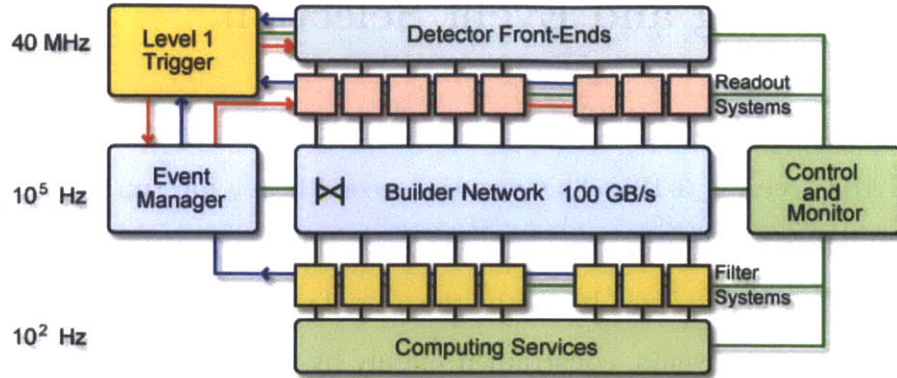 40 MHz
Level 1
Trigger
Detector Front-Ends
Readout
Systems
10⁵ Hz
Event
Manager
Builder Network 100 GB/s
Control
and
Monitor
Filter
Systems
10² Hz
Computing Services